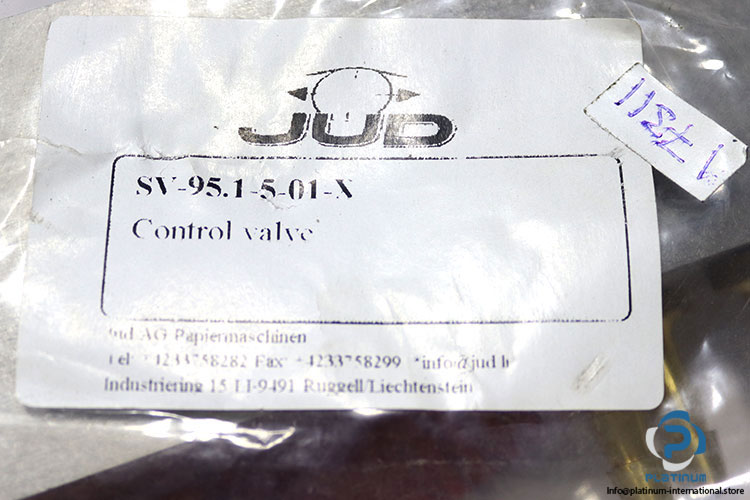 JUD
SV-95.1-5-01-X
Control valve
Jud AG Papiermaschinen
Tel: +4233758282 Fax: +4233758299 *info@jud.li
Industriering 15 LI-9491 Ruggell/Liechtenstein
PLATINUM
Info@platinum-international.store